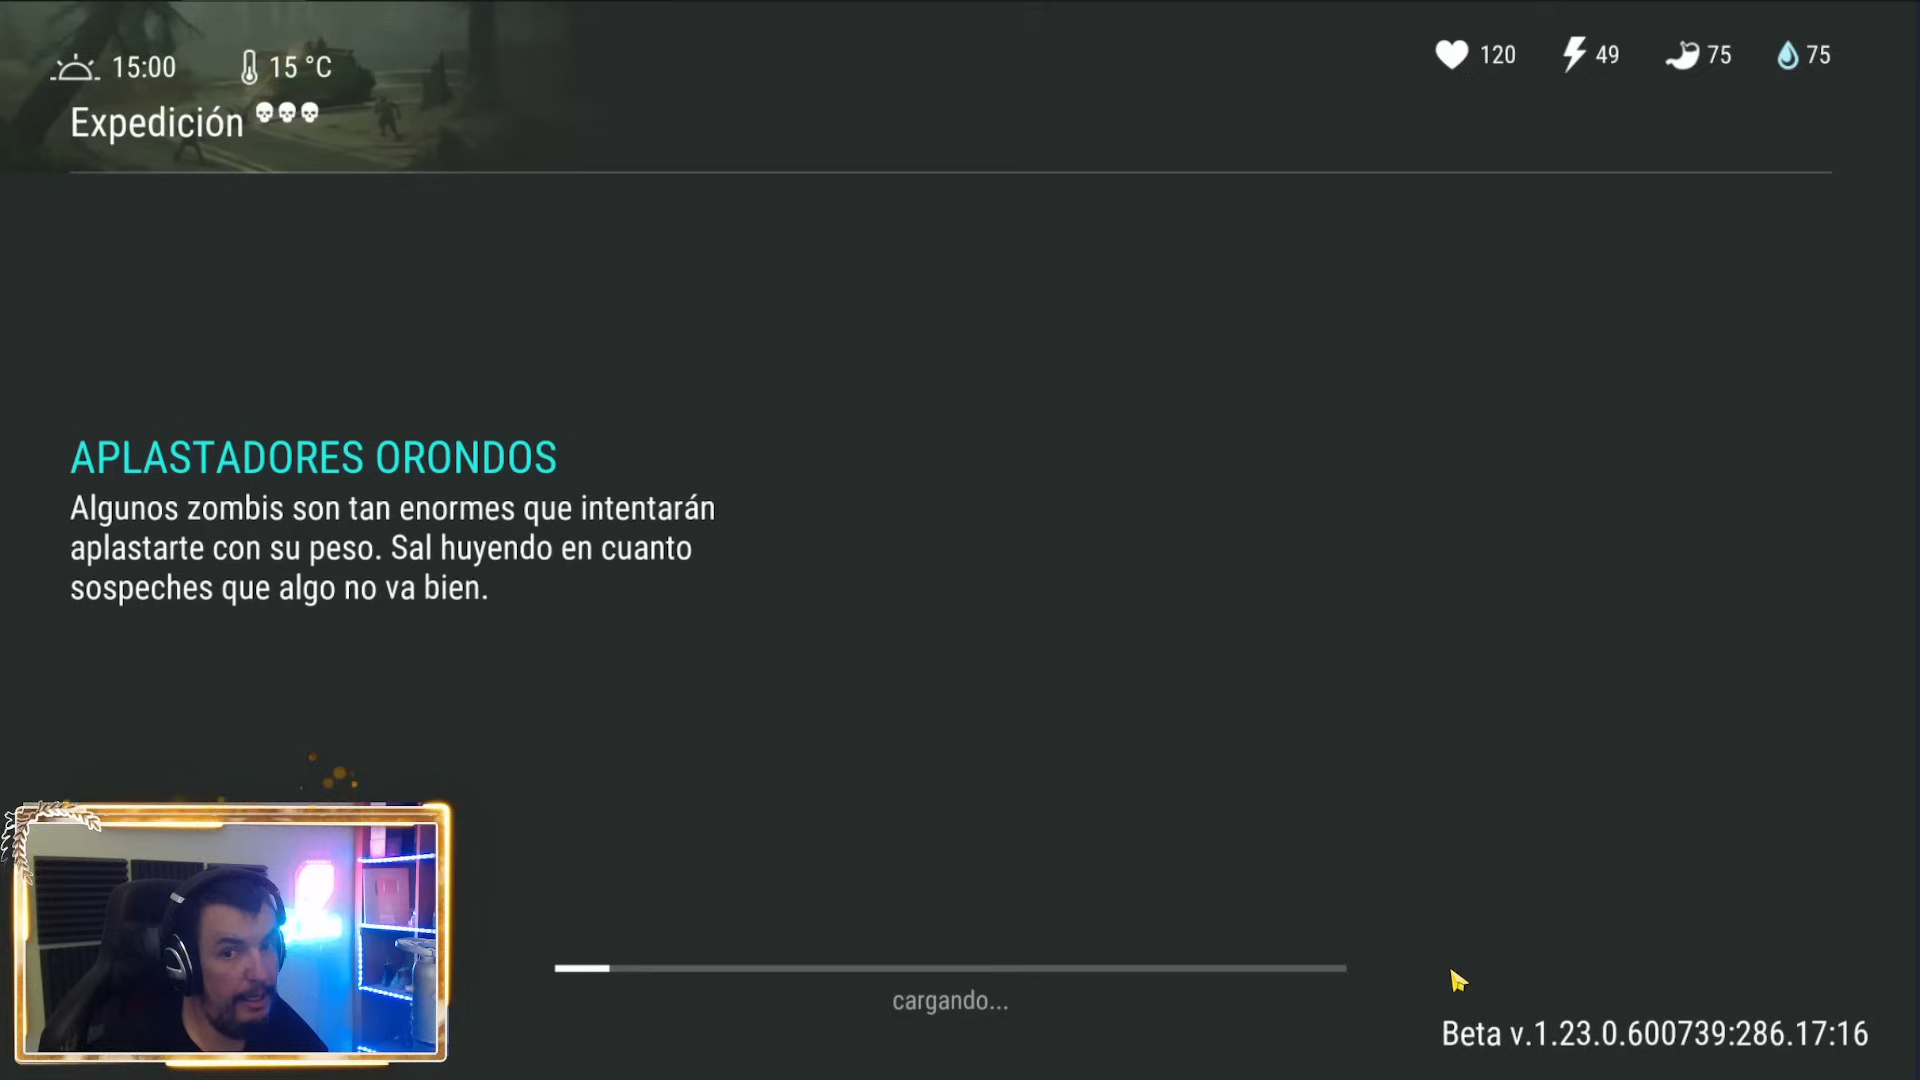 15:00
15 °C
120
49
75
75
Expedición
APLASTADORES ORONDOS
Algunos zombis son tan enormes que intentarán
aplastarte con su peso. Sal huyendo en cuanto
sospeches que algo no va bien.
cargando...
Beta v.1.23.0.600739:286.17:16